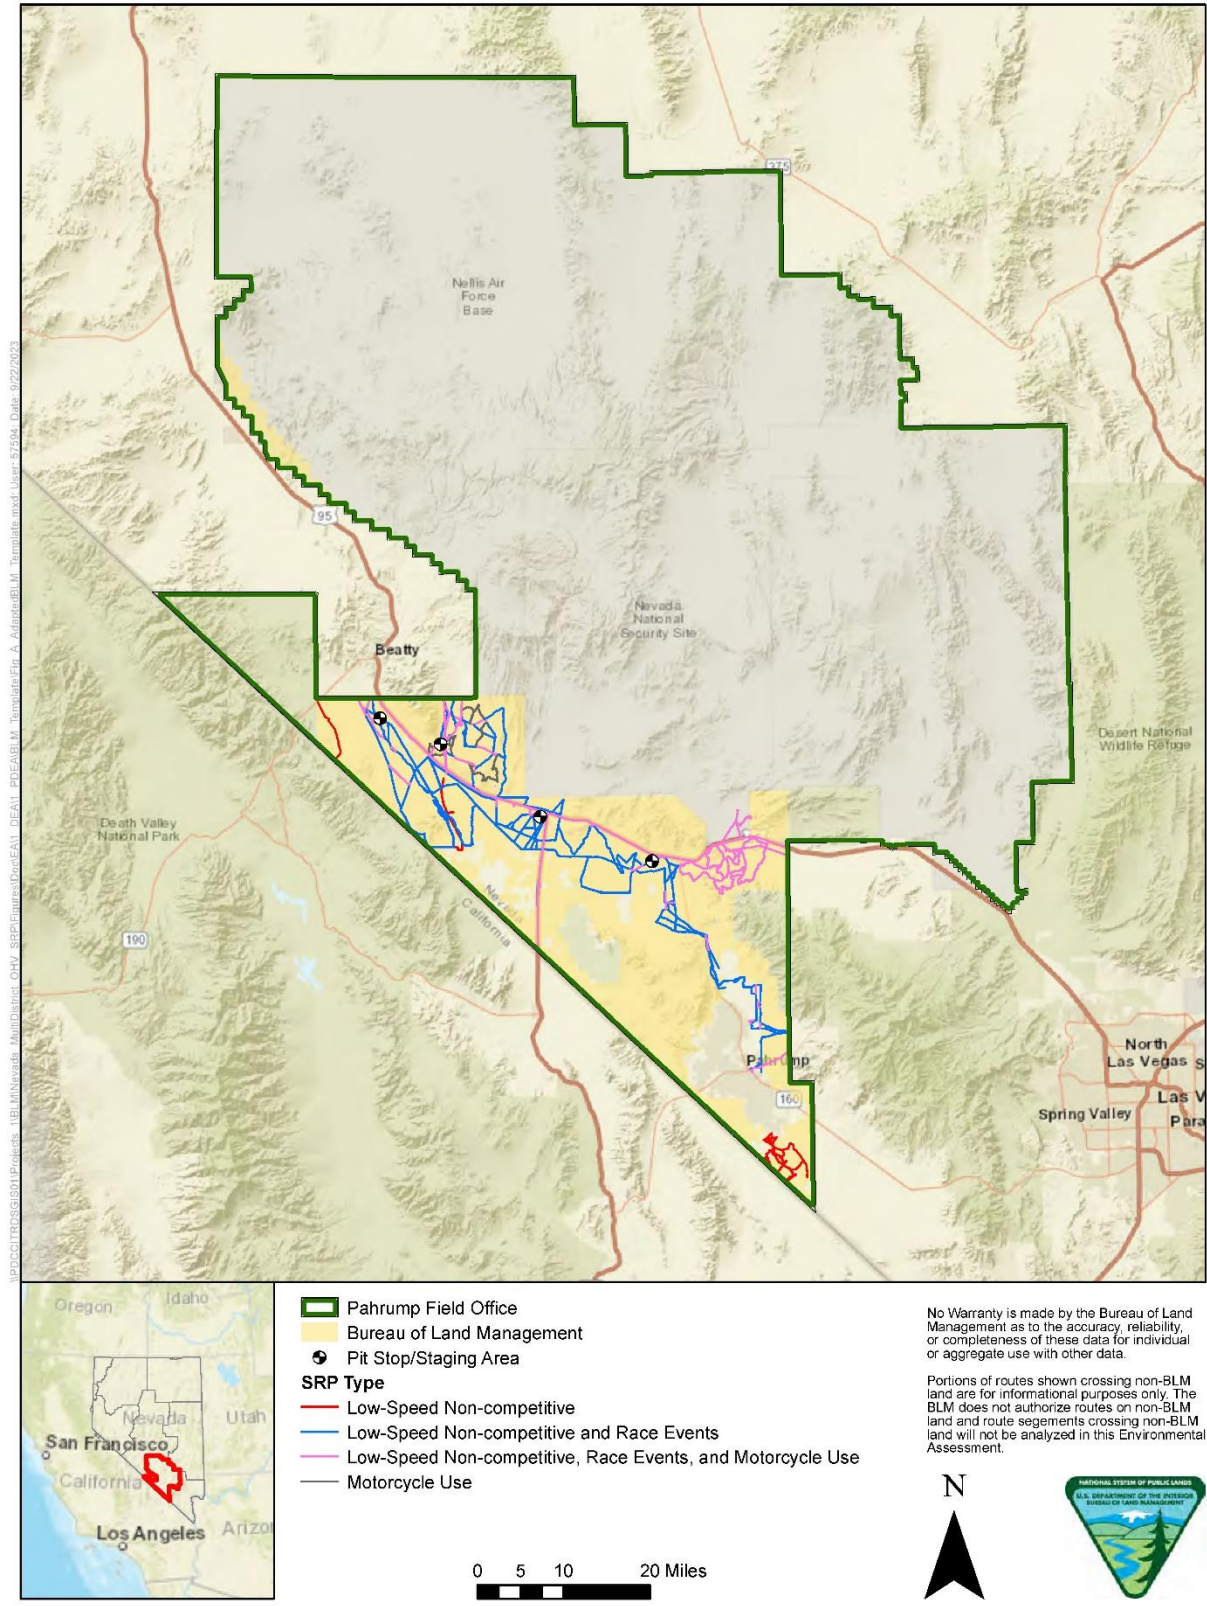 375
Nellis Air
Force
Base
95
Nevada
National
Security Site
Beatty
Desert National
Wildlife Refuge
Death Valley
National Park
Nevada
California
190
Pahrump
160
North
Las Vegas
S
Las V
Spring Valley
Para
Oregon
Idaho
Nevada
Utah
San Francisco
California
Los Angeles
Arizo
Pahrump Field Office
Bureau of Land Management
Pit Stop/Staging Area
SRP Type
Low-Speed Non-competitive
Low-Speed Non-competitive and Race Events
Low-Speed Non-competitive, Race Events, and Motorcycle Use
Motorcycle Use
0 5 10 20 Miles
No Warranty is made by the Bureau of Land
Management as to the accuracy, reliability,
or completeness of these data for individual
or aggregate use with other data.
Portions of routes shown crossing non-BLM
land are for informational purposes only. The
BLM does not authorize routes on non-BLM
land and route segements crossing non-BLM
land will not be analyzed in this Environmental
Assessment.
N
NATIONAL SYSTEM OF PUBLIC LANDS
U.S. DEPARTMENT OF THE INTERIOR
BUREAU OF LAND MANAGEMENT